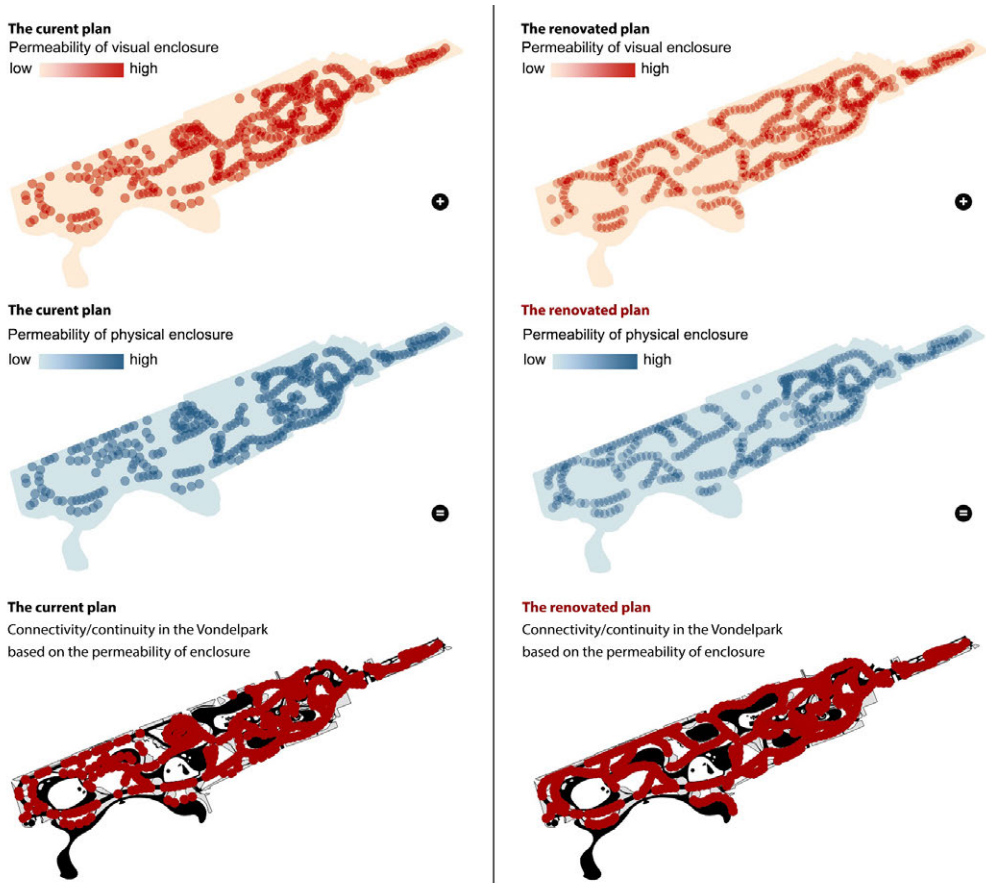 The curent plan
Permeability of visual enclosure
low high
+
The renovated plan
Permeability of visual enclosure
low high
+
The curent plan
Permeability of physical enclosure
low high
=
The renovated plan
Permeability of physical enclosure
low high
=
The current plan
Connectivity/continuity in the Vondelpark
based on the permeability of enclosure
The renovated plan
Connectivity/continuity in the Vondelpark
based on the permeability of enclosure